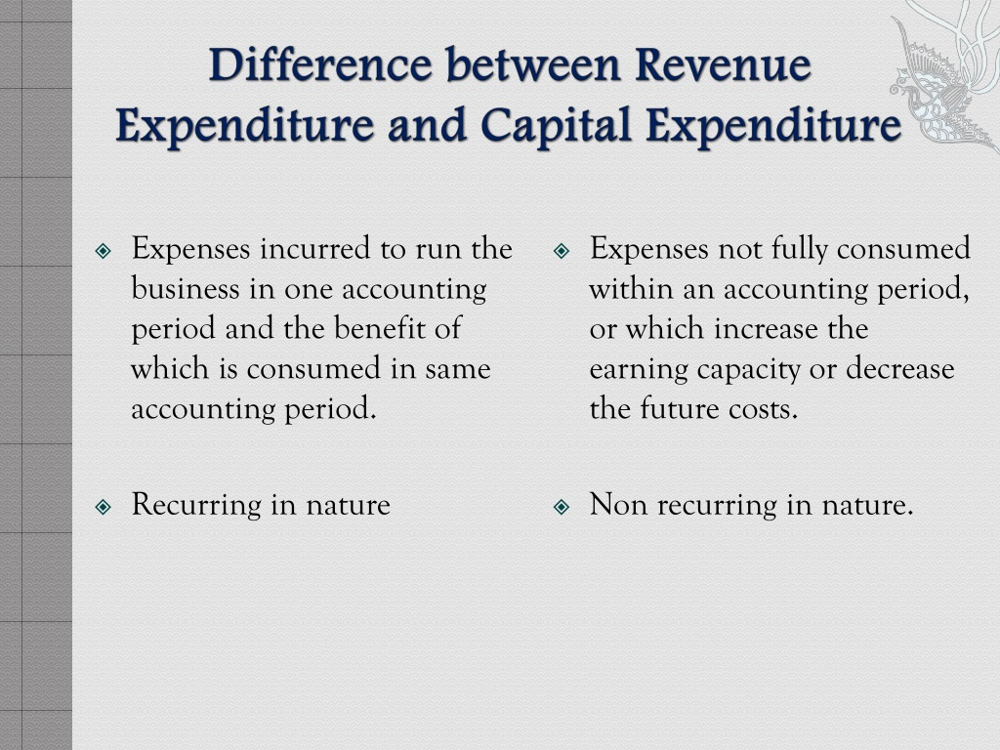 Difference between Revenue
Expenditure and Capital Expenditure
Expenses incurred to run the
business in one accounting
period and the benefit of
which is consumed in same
accounting period.
Recurring in nature
Expenses not fully consumed
within an accounting period,
or which increase the
earning capacity or decrease
the future costs.
Non recurring in nature.